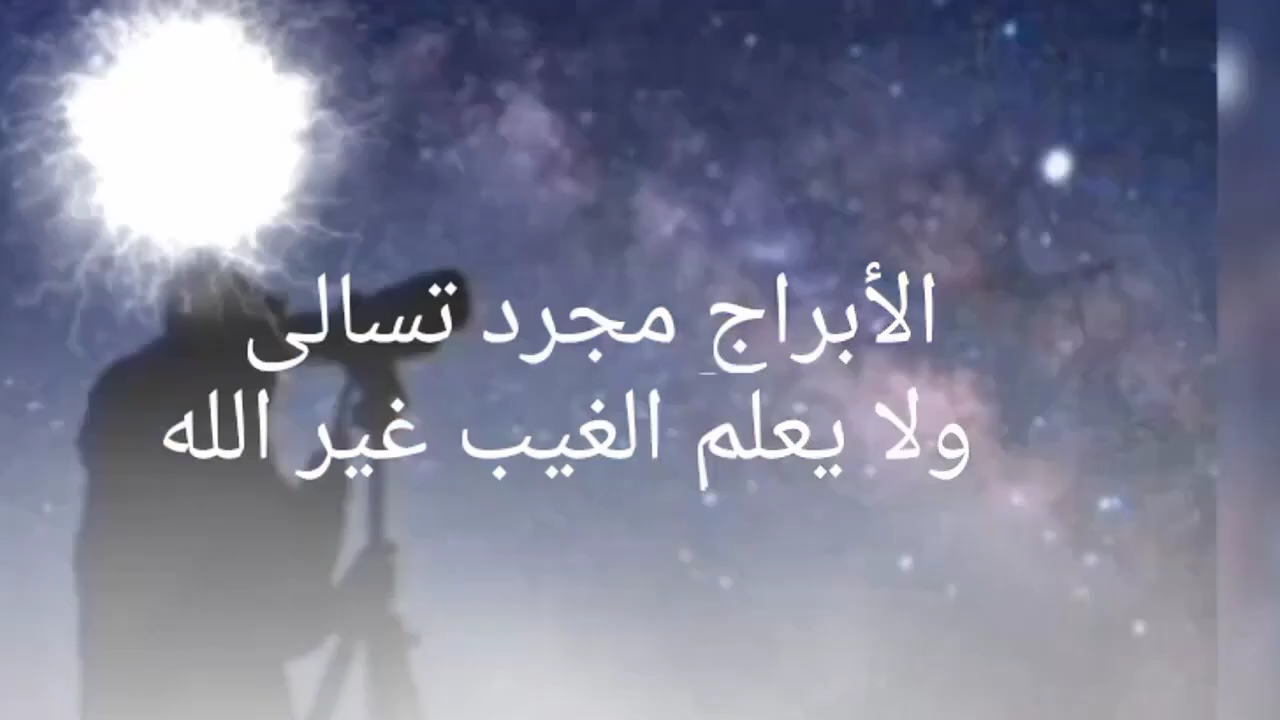 الأبراج مجرد تسالى
ولا يعلم الغيب غير الله